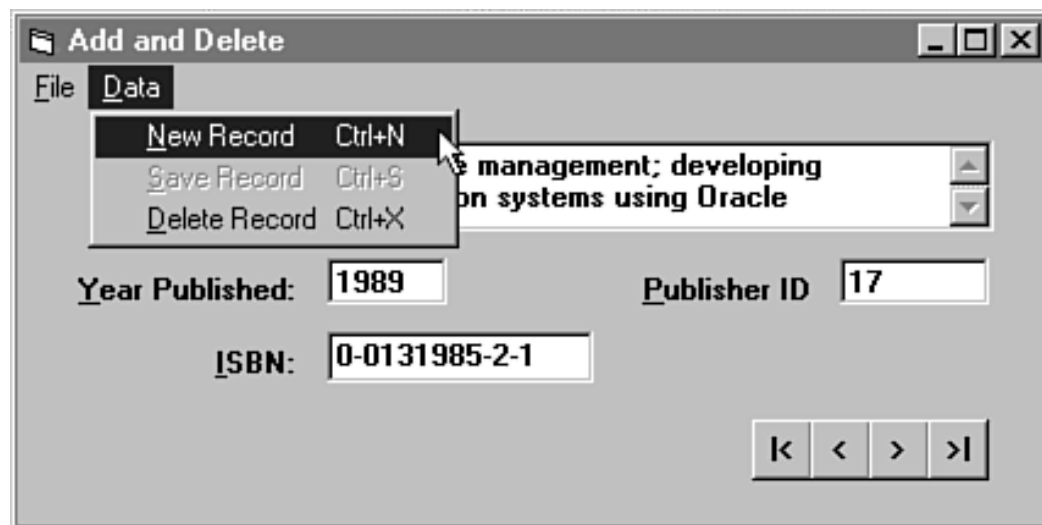 Add and Delete
File Data
New Record Ctrl+N
Save Record Ctrl+S
Delete Record Ctrl+X
management; developing
on systems using Oracle
Year Published: 1989 Publisher ID 17
ISBN: 0-0131985-2-1